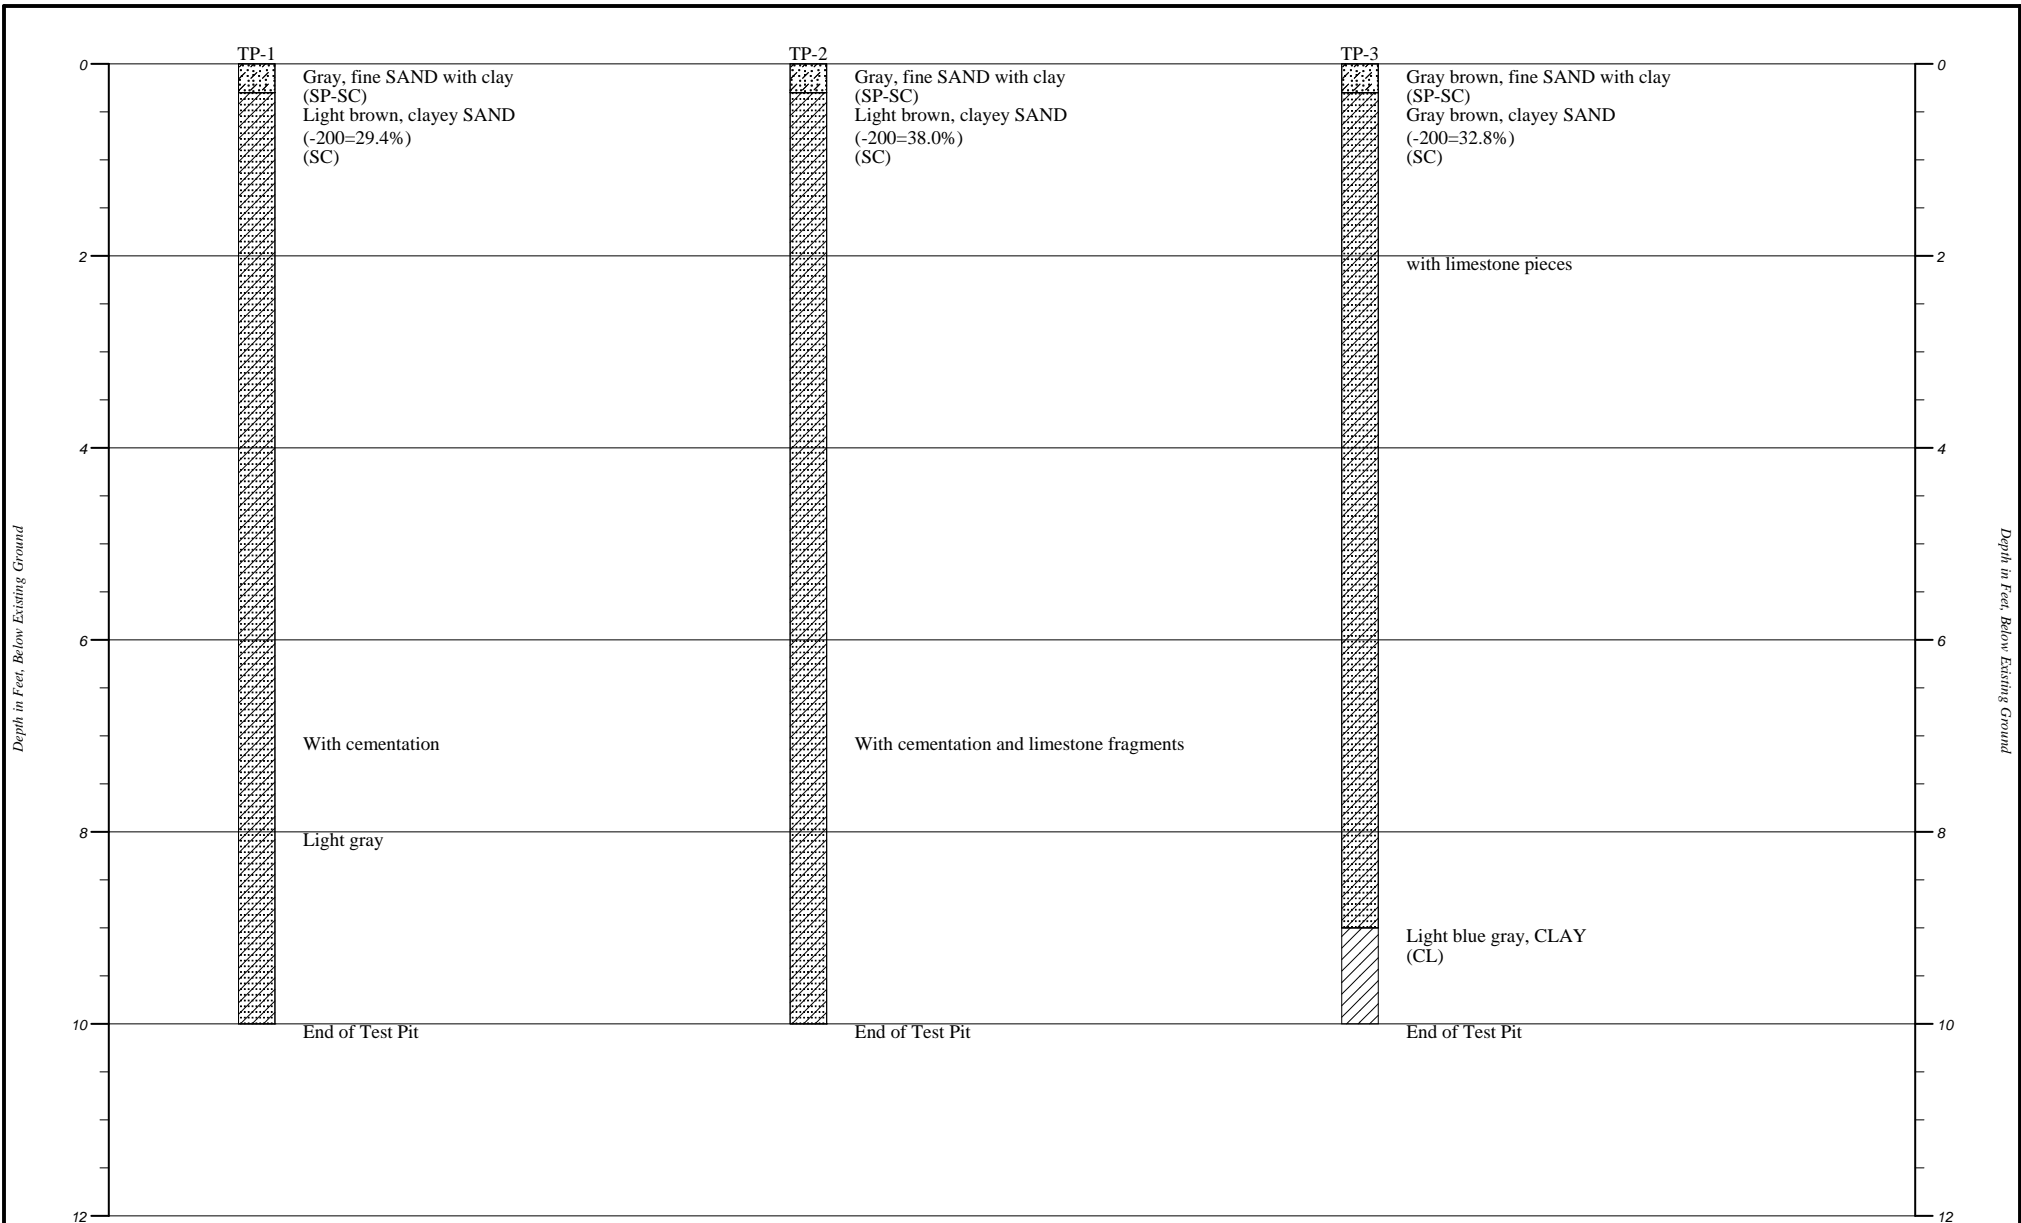 TP-1
TP-2
TP-3
0
0
Gray, fine SAND with clay
(SP-SC)
Light brown, clayey SAND
(-200=29.4%)
(SC)
Gray, fine SAND with clay
(SP-SC)
Light brown, clayey SAND
(-200=38.0%)
(SC)
Gray brown, fine SAND with clay
(SP-SC)
Gray brown, clayey SAND
(-200=32.8%)
(SC)
2
with limestone pieces
2
4
4
Depth in Feet, Below Existing Ground
Depth in Feet, Below Existing Ground
6
6
With cementation
With cementation and limestone fragments
8
8
Light gray
Light blue gray, CLAY
(CL)
10
10
End of Test Pit
End of Test Pit
End of Test Pit
12
12